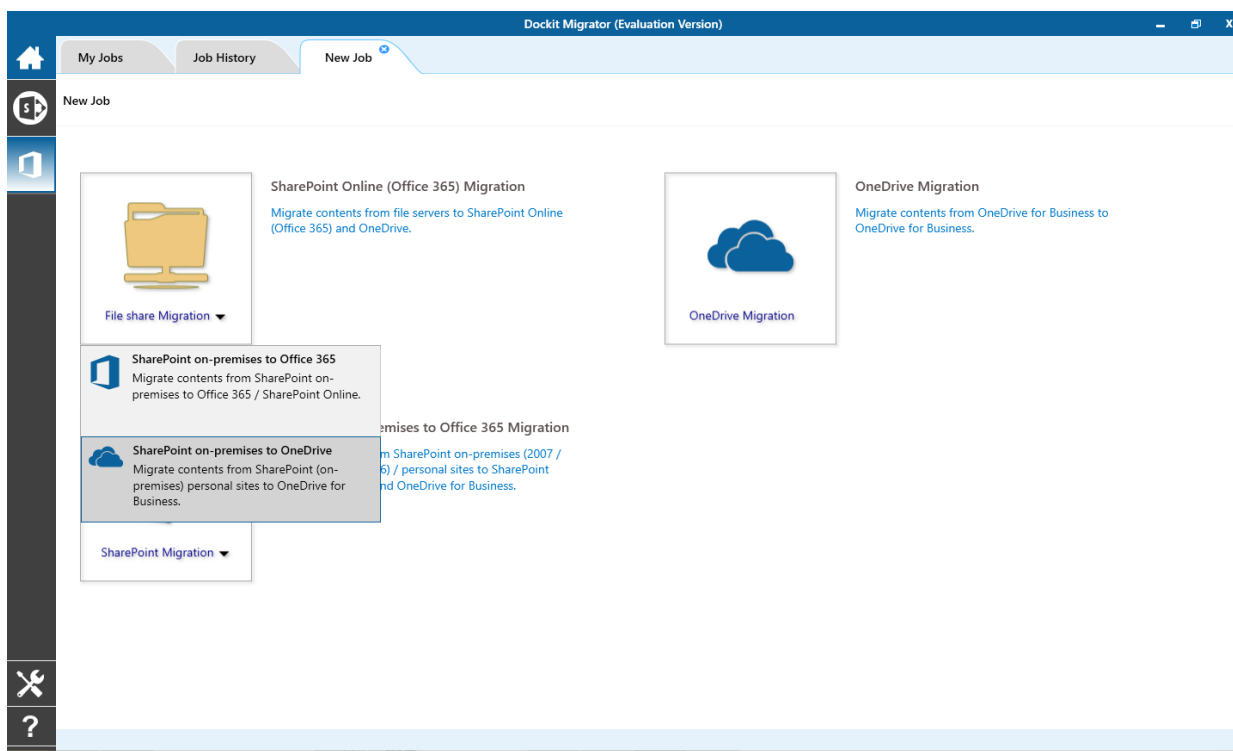 Dockit Migrator (Evaluation Version)
My Jobs
Job History
New Job
New Job
SharePoint Online (Office 365) Migration
Migrate contents from file servers to SharePoint Online
(Office 365) and OneDrive.
File share Migration
OneDrive Migration
Migrate contents from OneDrive for Business to
OneDrive for Business.
OneDrive Migration
SharePoint on-premises to Office 365
Migrate contents from SharePoint on-
premises to Office 365 / SharePoint Online.
SharePoint on-premises to OneDrive
Migrate contents from SharePoint (on-
premises) personal sites to OneDrive for
Business.
emises to Office 365 Migration
m SharePoint on-premises (2007 /
6) / personal sites to SharePoint
nd OneDrive for Business.
SharePoint Migration